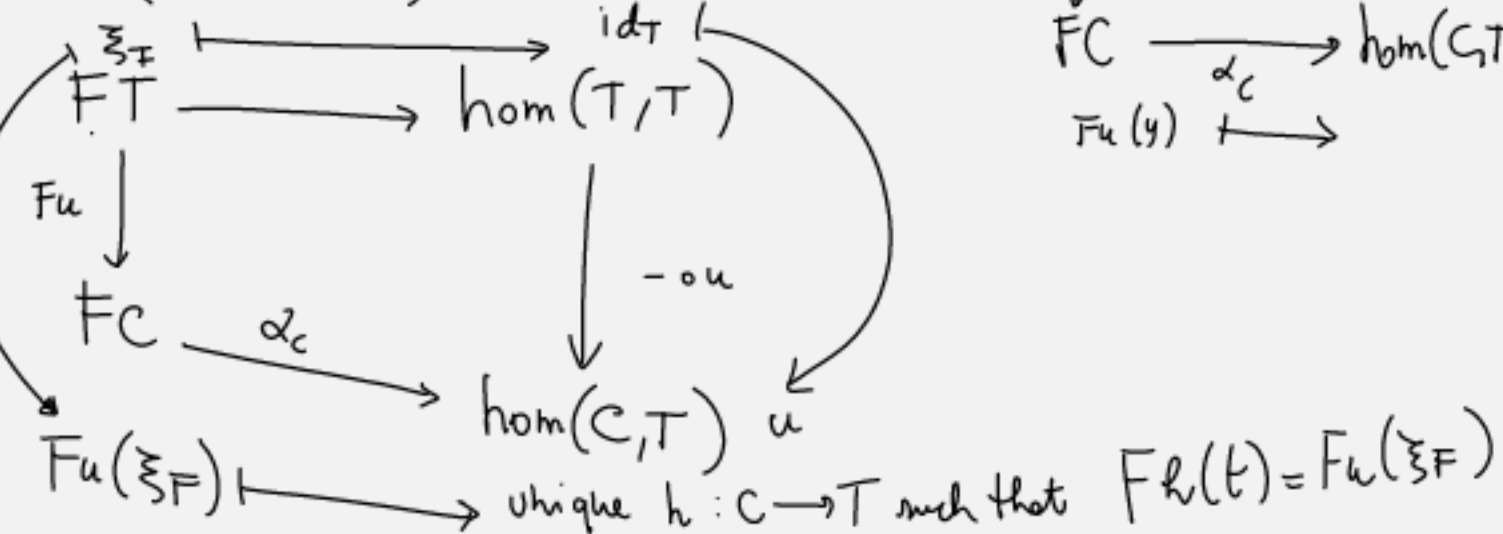 ξ_F ⟼ id_T
FT ⟶ hom(T,T)
Fu
- ∘ u
FC
α_C
hom(C,T) u
Fu(ξ_F) ⟼ unique h : C ⟶ T such that Fh(t) = Fu(ξ_F)
FC ⟶ hom(C,T
α_C
Fu(y) ⟼